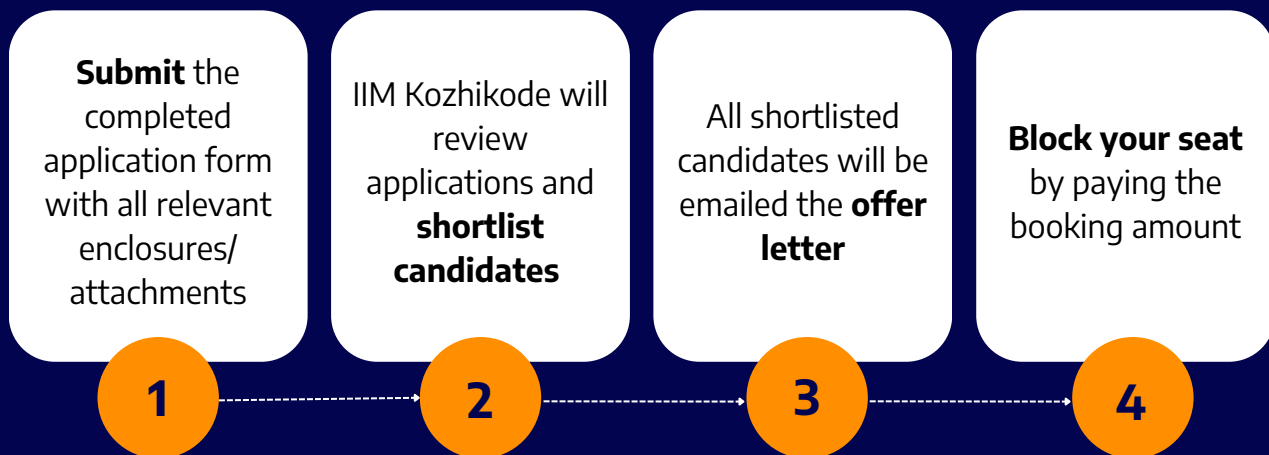 Submit the
completed
application form
with all relevant
enclosures/
attachments
1
IIM Kozhikode will
review
applications and
shortlist
candidates
2
All shortlisted
candidates will be
emailed the offer
letter
3
Block your seat
by paying the
booking amount
4